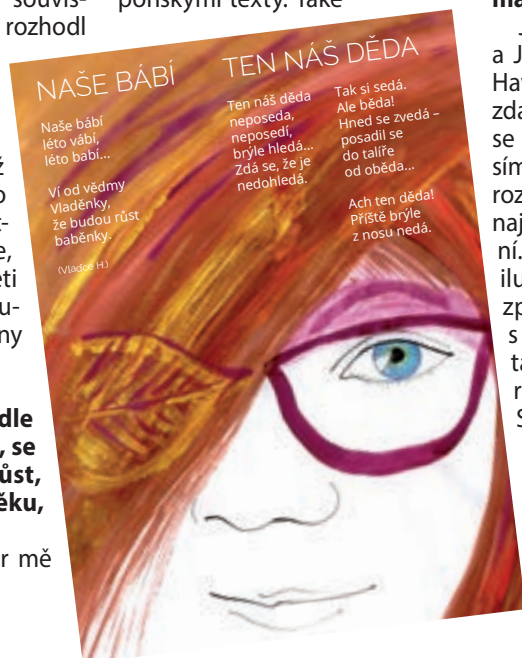 souvis-
rozhodl
ž
o
t-
e,
eti
u-
ny
dle
, se
ůst,
ěku,
r mě
ponskými texty. Také
NAŠE BÁBÍ
Naše bábí
léto vábí,
léto babí...
Ví od vědmy
Vladěnky,
že budou růst
baběnky.
(Vladce H.)
TEN NÁŠ DĚDA
Ten náš děda
neposeda,
neposedí,
brýle hledá...
Zdá se, že je
nedohledá.
Tak si sedá.
Ale běda!
Hned se zvedá –
posadil se
do talíře
od oběda...
Ach ten děda!
Příště brýle
z nosu nedá.
a J
Hav
zda
se
sím
roz
naj
ní.
ilu
zp
s
ta
r
S